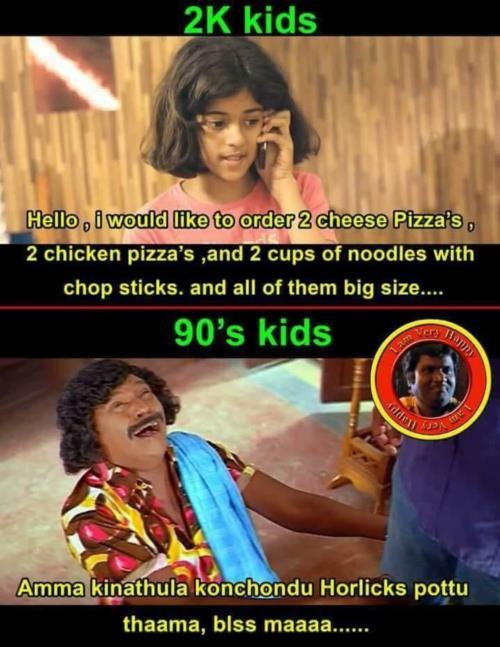 2K kids
Hello , i would like to order 2 cheese Pizza's ,
2 chicken pizza's ,and 2 cups of noodles with
chop sticks. and all of them big size....
90's kids
I am Very Happy
I am Very Happy
Amma kinathula konchondu Horlicks pottu
thaama, blss maaaa......